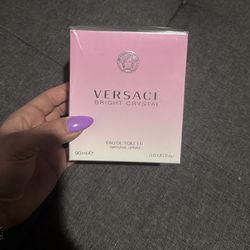 VERSACE
BRIGHT CRYSTAL
EAU DE TOILETTE
NATURAL SPRAY
90ml ℮